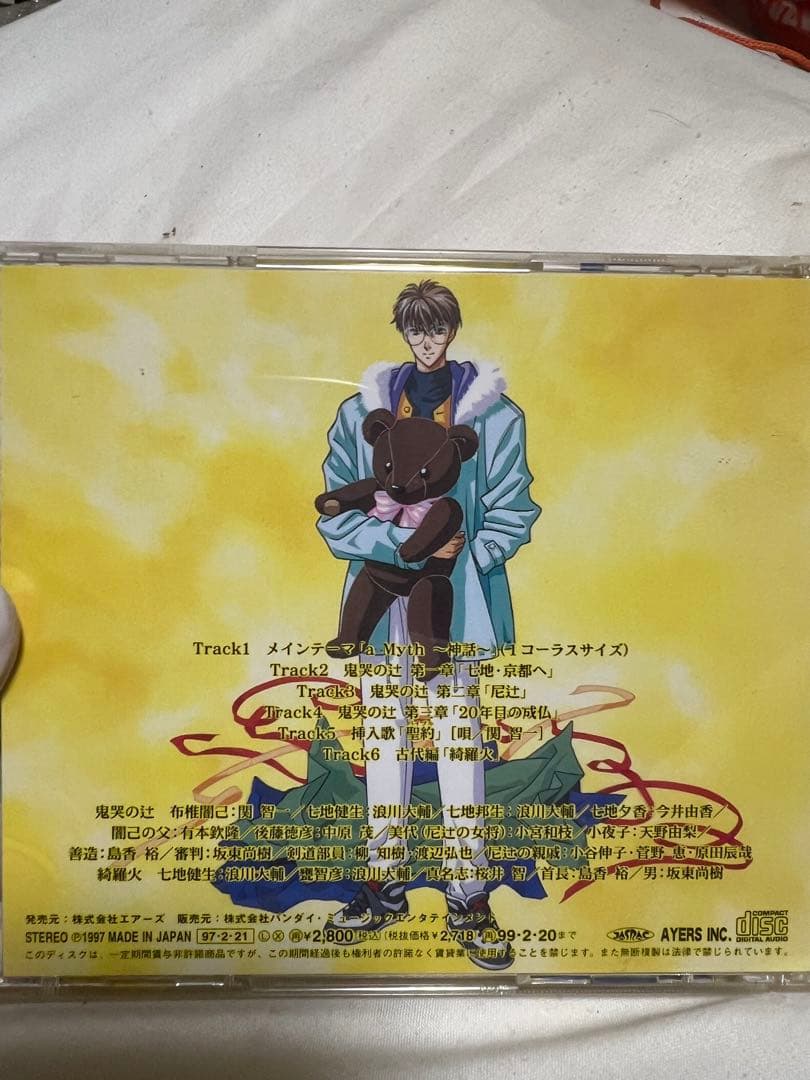 Track1 メインテーマ「a Myth ～神話～」(1コーラスサイズ)
Track2 鬼哭の辻 第一章「七地・京都へ」
Track3 鬼哭の辻 第二章「尼辻」
Track4 鬼哭の辻 第三章「20年目の成仏」
Track5 挿入歌「聖約」[唄／関 智一]
Track6 古代編「綺羅火」
鬼哭の辻 布椎闇己：関 智一／七地健生：浪川大輔／七地邦生：浪川大輔／七地夕香：今井由香／
闇己の父：有本欽隆／後藤徳彦：中原 茂／美代(尼辻の女将)：小宮和枝／小夜子：天野由梨／
善造：島香 裕／審判：坂東尚樹／剣道部員：柳 知樹・渡辺弘也／尼辻の親戚：小谷伸子・菅野 恵・原田辰哉
綺羅火 七地健生：浪川大輔／甕智彦：浪川大輔／真名志：桜井 智／首長：島香 裕／男：坂東尚樹
発売元：株式会社エアーズ 販売元：株式会社バンダイ・ミュージックエンタテインメント
STEREO Ⓟ1997 MADE IN JAPAN 97・2・21 Ⓛ Ⓧ 再¥2,800(税込)(税抜価格¥2,718)再99・2・20まで JASRAC AYERS INC. COMPACT disc DIGITAL AUDIO
このディスクは、一定期間貸与非許諾商品ですが、この期間経過後も権利者の許諾なく賃貸業に使用することを禁じます。また無断複製は法律で禁じられています。